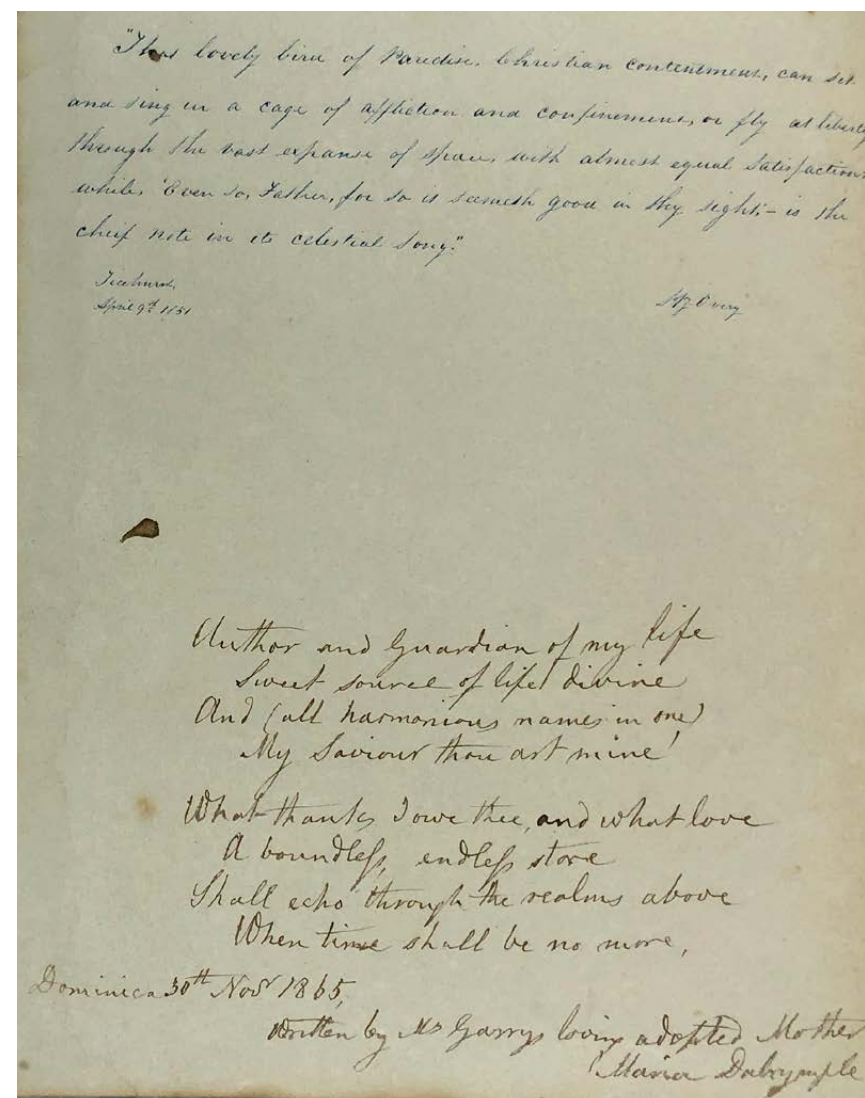 "That lovely bird of Paradise, Christian contentment, can sit
and sing in a cage of affliction and confinement, or fly at liberty
through the vast expanse of space, with almost equal satisfaction:
while, 'Even so, Father, for so it seemeth good in thy sight;'– is the
chief note in its celestial song."
Ticehurst,
April 9th 1851
Author and Guardian of my life
Sweet source of life divine
And (all harmonious names in one)
My Saviour thou art mine!
What thanks I owe thee, and what love
A boundless, endless store
Shall echo through the realms above
When time shall be no more,
Dominica 30th Novr 1865,
Written by Mrs Garrys loving adopted Mother
Maria Dalrymple